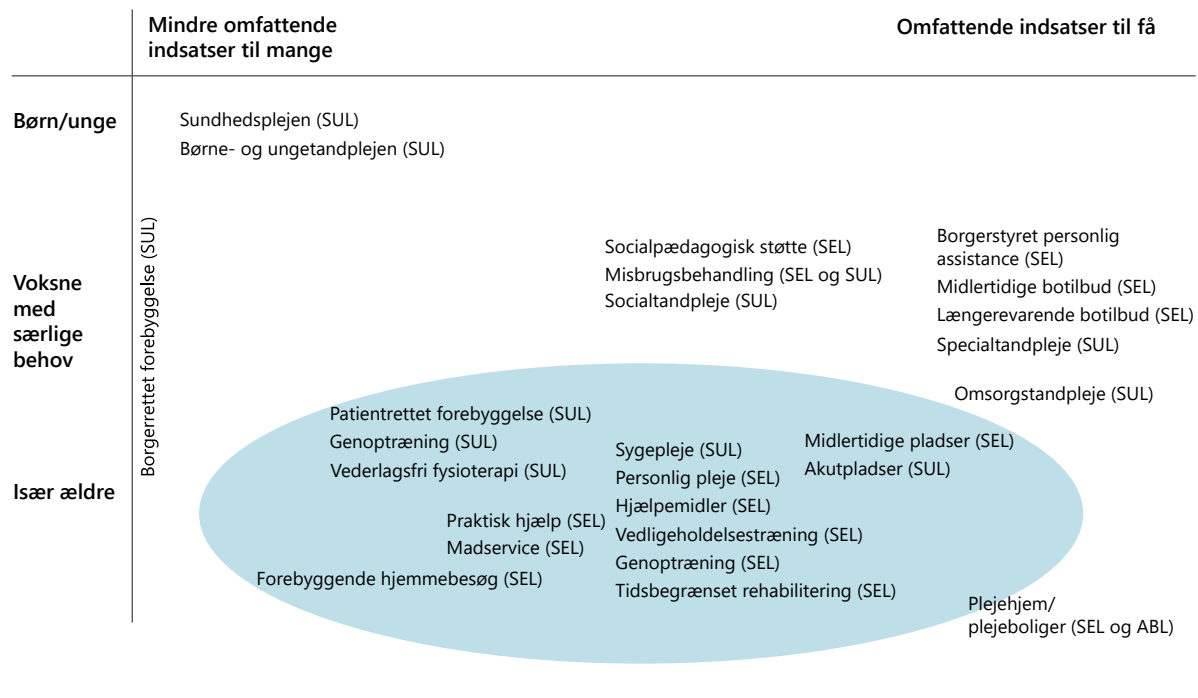 Mindre omfattende
indsatser til mange
Omfattende indsatser til få
Børn/unge
Sundhedsplejen (SUL)
Børne- og ungetandplejen (SUL)
Borgerrettet forebyggelse (SUL)
Voksne
med
særlige
behov
Socialpædagogisk støtte (SEL)
Misbrugsbehandling (SEL og SUL)
Socialtandpleje (SUL)
Borgerstyret personlig
assistance (SEL)
Midlertidige botilbud (SEL)
Længerevarende botilbud (SEL)
Specialtandpleje (SUL)
Omsorgstandpleje (SUL)
Især ældre
Patientrettet forebyggelse (SUL)
Genoptræning (SUL)
Vederlagsfri fysioterapi (SUL)
Praktisk hjælp (SEL)
Madservice (SEL)
Forebyggende hjemmebesøg (SEL)
Sygepleje (SUL)
Personlig pleje (SEL)
Hjælpemidler (SEL)
Vedligeholdelsestræning (SEL)
Genoptræning (SEL)
Tidsbegrænset rehabilitering (SEL)
Midlertidige pladser (SEL)
Akutpladser (SUL)
Plejehjem/
plejeboliger (SEL og ABL)